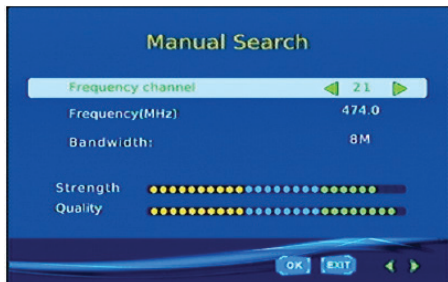 Manual Search
Frequency channel 21
Frequency(MHz) 474.0
Bandwidth: 8M
Strength
Quality
OK EXIT